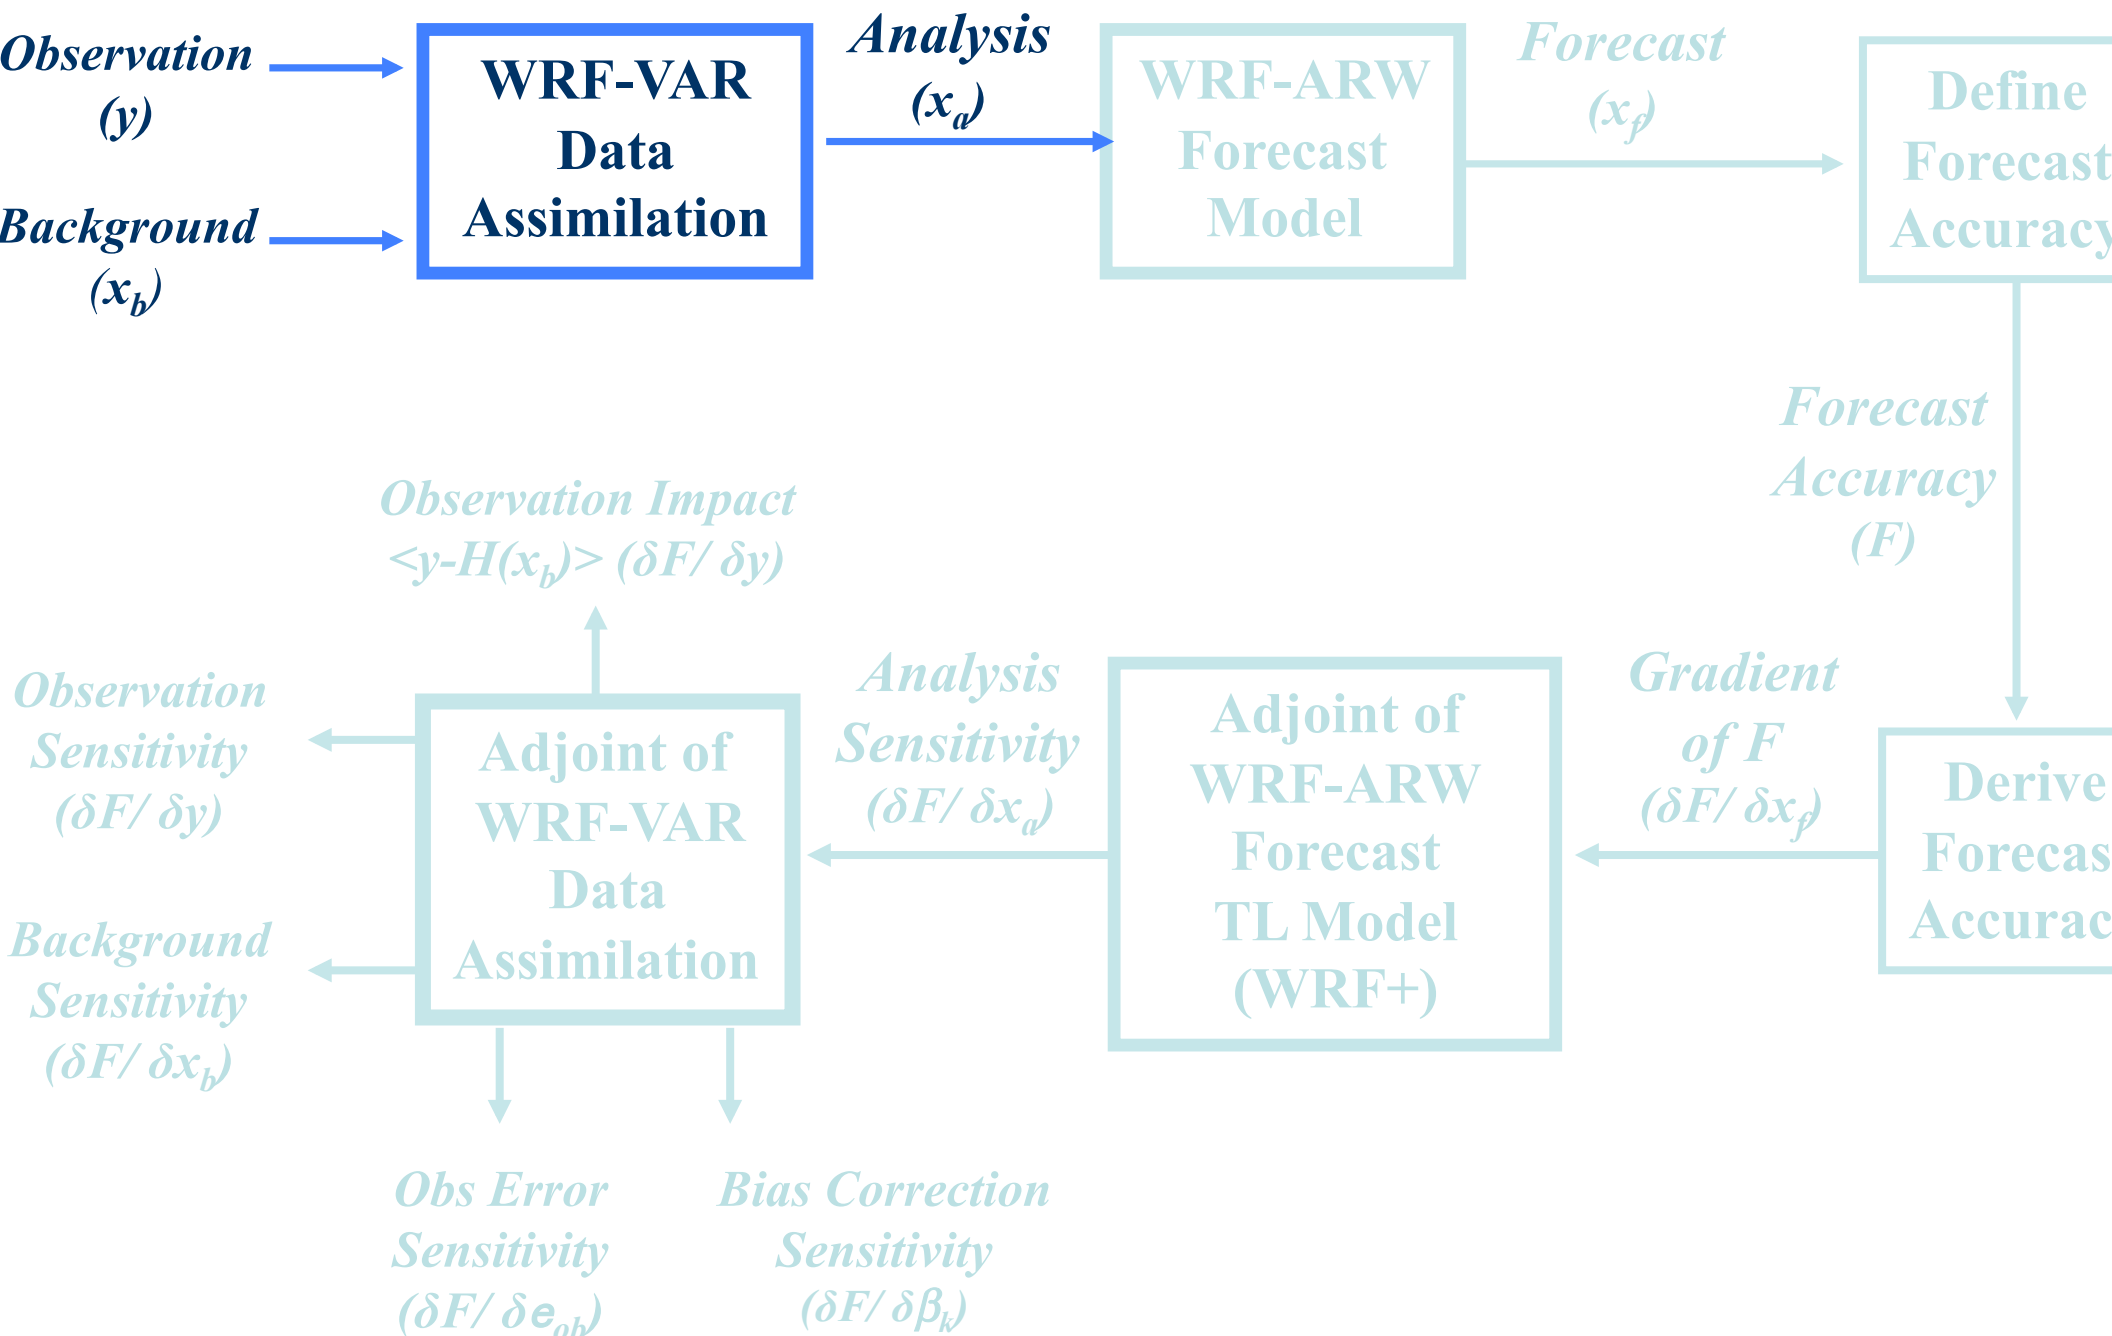 Observation
(y)
Background
(x_b)
WRF-VAR
Data
Assimilation
Analysis
(x_a)
WRF-ARW
Forecast
Model
Forecast
(x_f)
Define
Forecast
Accuracy
Forecast
Accuracy
(F)
Observation Impact
<y-H(x_b)> (δF/ δy)
Observation
Sensitivity
(δF/ δy)
Background
Sensitivity
(δF/ δx_b)
Adjoint of
WRF-VAR
Data
Assimilation
Analysis
Sensitivity
(δF/ δx_a)
Adjoint of
WRF-ARW
Forecast
TL Model
(WRF+)
Gradient
of F
(δF/ δx_f)
Derive
Forecas
Accurac
Obs Error
Sensitivity
(δF/ δe_ob)
Bias Correction
Sensitivity
(δF/ δβ_k)